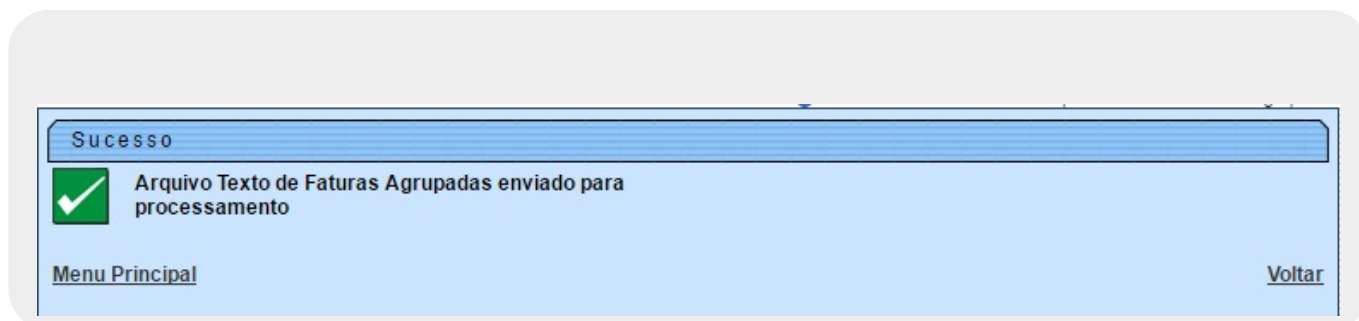 Sucesso
Arquivo Texto de Faturas Agrupadas enviado para
processamento
Menu Principal
Voltar